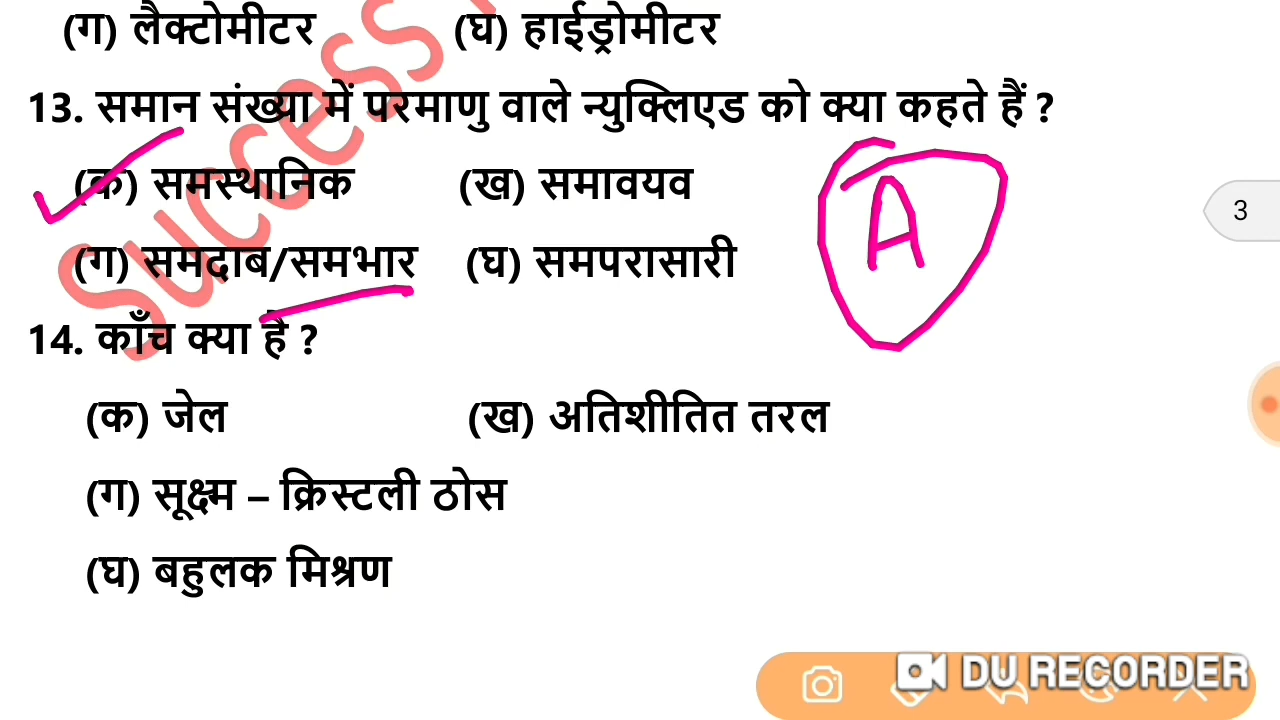 (ग) लैक्टोमीटर (घ) हाईड्रोमीटर
13. समान संख्या में परमाणु वाले न्युक्लिएड को क्या कहते हैं ?
(क) समस्थानिक (ख) समावयव
(ग) समदाब/समभार (घ) समपरासारी
A
3
14. काँच क्या है ?
(क) जेल (ख) अतिशीतित तरल
(ग) सूक्ष्म – क्रिस्टली ठोस
(घ) बहुलक मिश्रण
Success
DU RECORDER